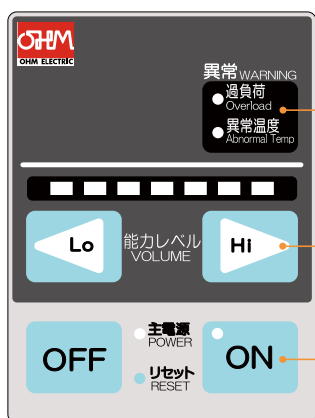 OHM
OHM ELECTRIC
異常 WARNING
過負荷
Overload
異常温度
Abnormal Temp
Lo
能力レベル
VOLUME
Hi
OFF
主電源
POWER
リセット
RESET
ON